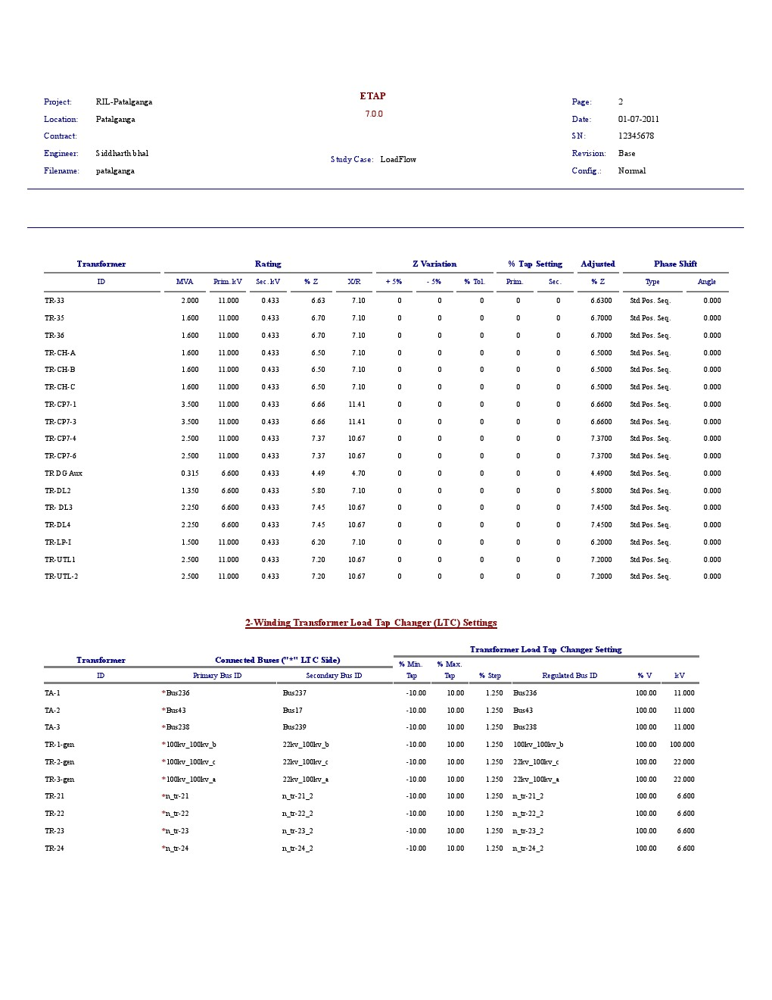 ETAP
Project: RIL-Patalganga Page: 2
7.0.0
Location: Patalganga Date: 01-07-2011
Contract: SN: 12345678
Engineer: Siddharth bhal Revision: Base
Study Case: LoadFlow
Filename: patalganga Config.: Normal
Transformer Rating Z Variation % Tap Setting Adjusted Phase Shift
ID MVA Prim. kV Sec. kV % Z X/R + 5% - 5% % Tol. Prim. Sec. % Z Type Angle
TR-33 2.000 11.000 0.433 6.63 7.10 0 0 0 0 0 6.6300 Std Pos. Seq. 0.000
TR-35 1.600 11.000 0.433 6.70 7.10 0 0 0 0 0 6.7000 Std Pos. Seq. 0.000
TR-36 1.600 11.000 0.433 6.70 7.10 0 0 0 0 0 6.7000 Std Pos. Seq. 0.000
TR-CH-A 1.600 11.000 0.433 6.50 7.10 0 0 0 0 0 6.5000 Std Pos. Seq. 0.000
TR-CH-B 1.600 11.000 0.433 6.50 7.10 0 0 0 0 0 6.5000 Std Pos. Seq. 0.000
TR-CH-C 1.600 11.000 0.433 6.50 7.10 0 0 0 0 0 6.5000 Std Pos. Seq. 0.000
TR-CP7-1 3.500 11.000 0.433 6.66 11.41 0 0 0 0 0 6.6600 Std Pos. Seq. 0.000
TR-CP7-3 3.500 11.000 0.433 6.66 11.41 0 0 0 0 0 6.6600 Std Pos. Seq. 0.000
TR-CP7-4 2.500 11.000 0.433 7.37 10.67 0 0 0 0 0 7.3700 Std Pos. Seq. 0.000
TR-CP7-6 2.500 11.000 0.433 7.37 10.67 0 0 0 0 0 7.3700 Std Pos. Seq. 0.000
TR DG Aux 0.315 6.600 0.433 4.49 4.70 0 0 0 0 0 4.4900 Std Pos. Seq. 0.000
TR-DL2 1.350 6.600 0.433 5.80 7.10 0 0 0 0 0 5.8000 Std Pos. Seq. 0.000
TR- DL3 2.250 6.600 0.433 7.45 10.67 0 0 0 0 0 7.4500 Std Pos. Seq. 0.000
TR-DL4 2.250 6.600 0.433 7.45 10.67 0 0 0 0 0 7.4500 Std Pos. Seq. 0.000
TR-LP-I 1.500 11.000 0.433 6.20 7.10 0 0 0 0 0 6.2000 Std Pos. Seq. 0.000
TR-UTL1 2.500 11.000 0.433 7.20 10.67 0 0 0 0 0 7.2000 Std Pos. Seq. 0.000
TR-UTL-2 2.500 11.000 0.433 7.20 10.67 0 0 0 0 0 7.2000 Std Pos. Seq. 0.000
2-Winding Transformer Load Tap Changer (LTC) Settings
Transformer Load Tap Changer Setting
Transformer Connected Buses ("*" LTC Side)
% Min. % Max.
ID Primary Bus ID Secondary Bus ID Tap Tap % Step Regulated Bus ID % V kV
TA-1 *Bus236 Bus237 -10.00 10.00 1.250 Bus236 100.00 11.000
TA-2 *Bus43 Bus17 -10.00 10.00 1.250 Bus43 100.00 11.000
TA-3 *Bus238 Bus239 -10.00 10.00 1.250 Bus238 100.00 11.000
TR-1-gen *100kv_100kv_b 22kv_100kv_b -10.00 10.00 1.250 100kv_100kv_b 100.00 100.000
TR-2-gen *100kv_100kv_c 22kv_100kv_c -10.00 10.00 1.250 22kv_100kv_c 100.00 22.000
TR-3-gen *100kv_100kv_a 22kv_100kv_a -10.00 10.00 1.250 22kv_100kv_a 100.00 22.000
TR-21 *n_tr-21 n_tr-21_2 -10.00 10.00 1.250 n_tr-21_2 100.00 6.600
TR-22 *n_tr-22 n_tr-22_2 -10.00 10.00 1.250 n_tr-22_2 100.00 6.600
TR-23 *n_tr-23 n_tr-23_2 -10.00 10.00 1.250 n_tr-23_2 100.00 6.600
TR-24 *n_tr-24 n_tr-24_2 -10.00 10.00 1.250 n_tr-24_2 100.00 6.600